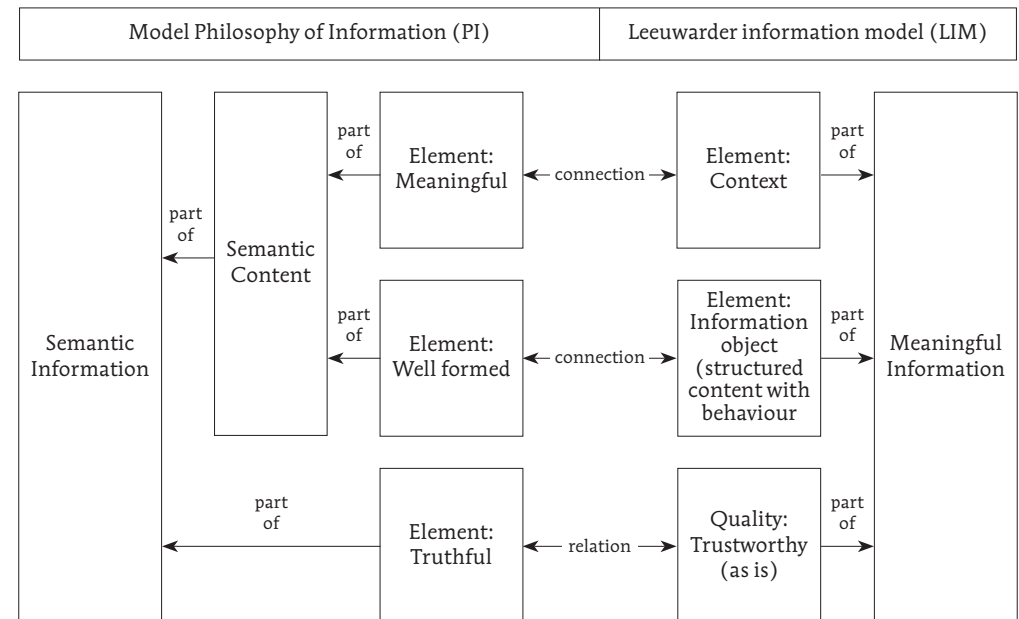 Model Philosophy of Information (PI)
Leeuwarder information model (LIM)
Semantic
Information
part
of
Semantic
Content
part
of
Element:
Meaningful
connection
Element:
Context
part
of
part
of
Element:
Well formed
connection
Element:
Information
object
(structured
content with
behaviour
part
of
part
of
Element:
Truthful
relation
Quality:
Trustworthy
(as is)
part
of
Meaningful
Information